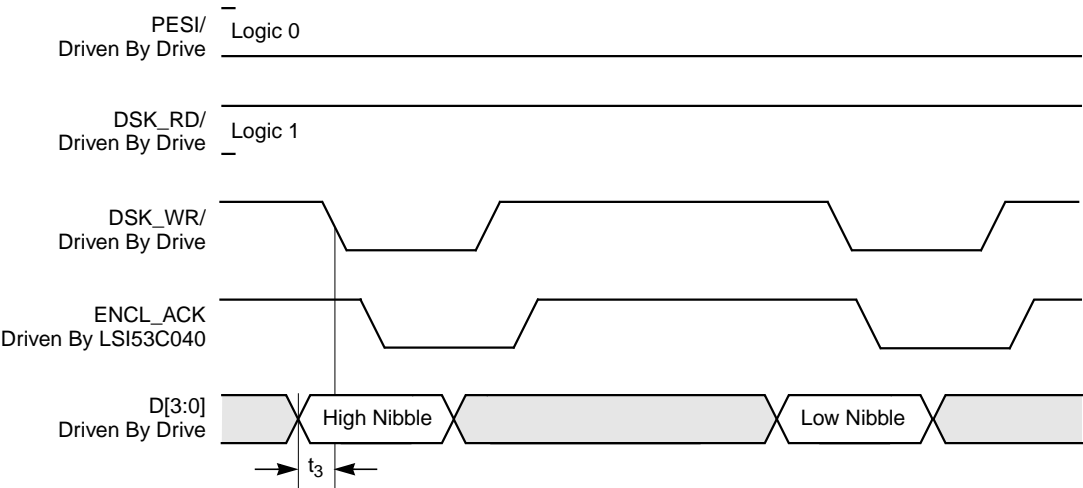 PESI/
Driven By Drive
Logic 0
DSK_RD/
Driven By Drive
Logic 1
DSK_WR/
Driven By Drive
ENCL_ACK
Driven By LSI53C040
D[3:0]
Driven By Drive
High Nibble
Low Nibble
t3